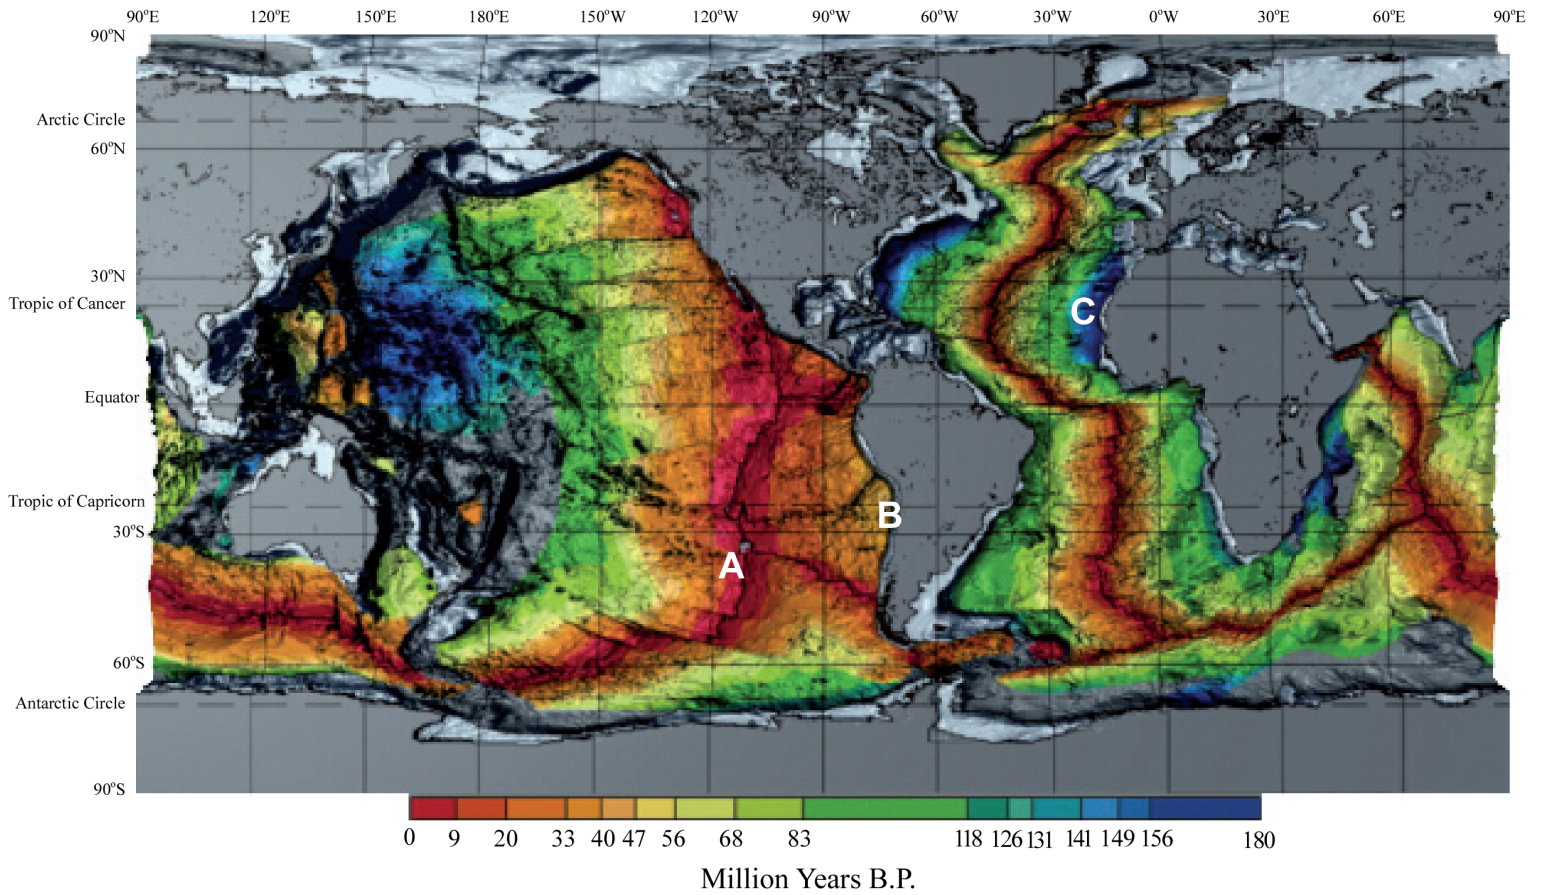 90°E 120°E 150°E 180°E 150°W 120°W 90°W 60°W 30°W 0°W 30°E 60°E 90°E
90°N
Arctic Circle
60°N
30°N
Tropic of Cancer
C
Equator
Tropic of Capricorn
B
30°S
A
60°S
Antarctic Circle
90°S
0 9 20 33 40 47 56 68 83 118 126 131 141 149 156 180
Million Years B.P.